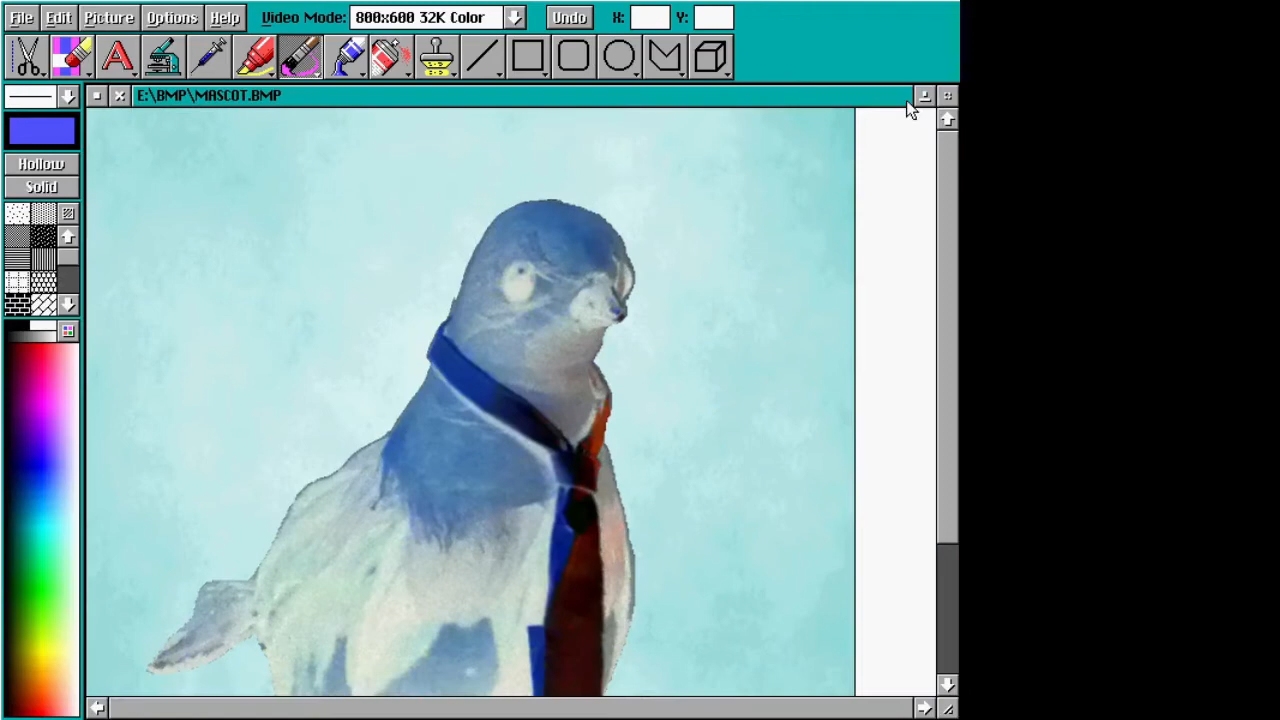 File Edit Picture Options Help Video Mode: 800x600 32K Color Undo X: Y:
A
E:\BMP\MASCOT.BMP
Hollow
Solid